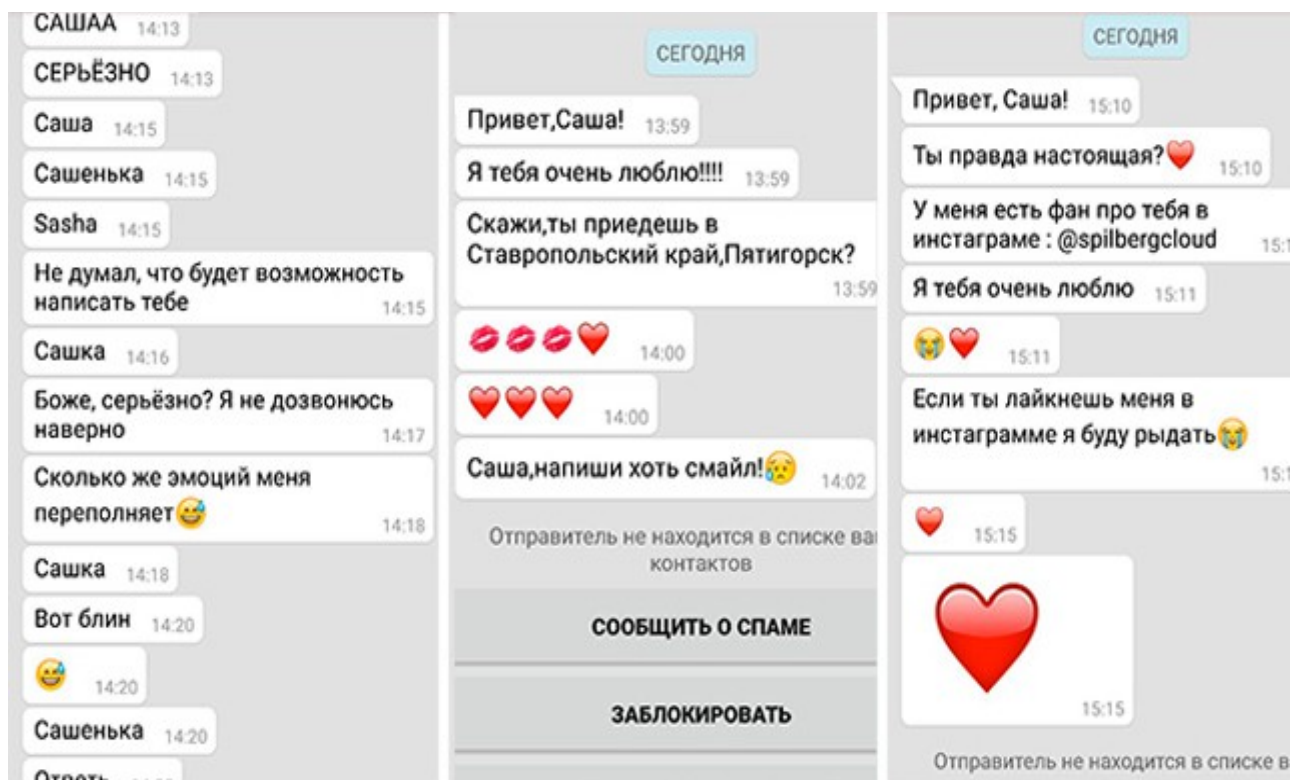 САШАА 14:13
СЕРЬЁЗНО 14:13
Саша 14:15
Сашенька 14:15
Sasha 14:15
Не думал, что будет возможность
написать тебе 14:15
Сашка 14:16
Боже, серьёзно? Я не дозвонюсь
наверно 14:17
Сколько же эмоций меня
переполняет😅 14:18
Сашка 14:18
Вот блин 14:20
😅 14:20
Сашенька 14:20
СЕГОДНЯ
Привет,Саша! 13:59
Я тебя очень люблю!!!! 13:59
Скажи,ты приедешь в
Ставропольский край,Пятигорск?
13:59
💋💋💋❤ 14:00
❤❤❤ 14:00
Саша,напиши хоть смайл!😥 14:02
Отправитель не находится в списке ва
контактов
СООБЩИТЬ О СПАМЕ
ЗАБЛОКИРОВАТЬ
СЕГОДНЯ
Привет, Саша! 15:10
Ты правда настоящая?❤ 15:10
У меня есть фан про тебя в
инстаграме : @spilbergcloud 15:1
Я тебя очень люблю 15:11
😭❤ 15:11
Если ты лайкнешь меня в
инстаграмме я буду рыдать😭
15:1
❤ 15:15
❤
15:15
Отправитель не находится в списке в